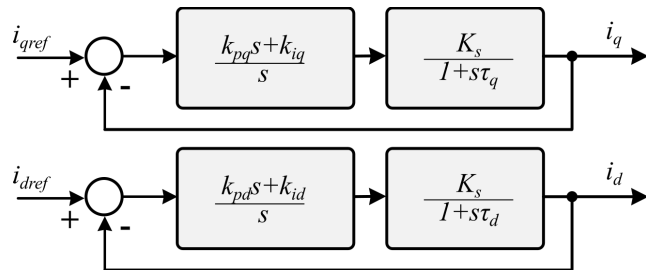 i_qref
+
-
k_pq s+k_iq
s
K_s
1+sτ_q
i_q
i_dref
+
-
k_pd s+k_id
s
K_s
1+sτ_d
i_d